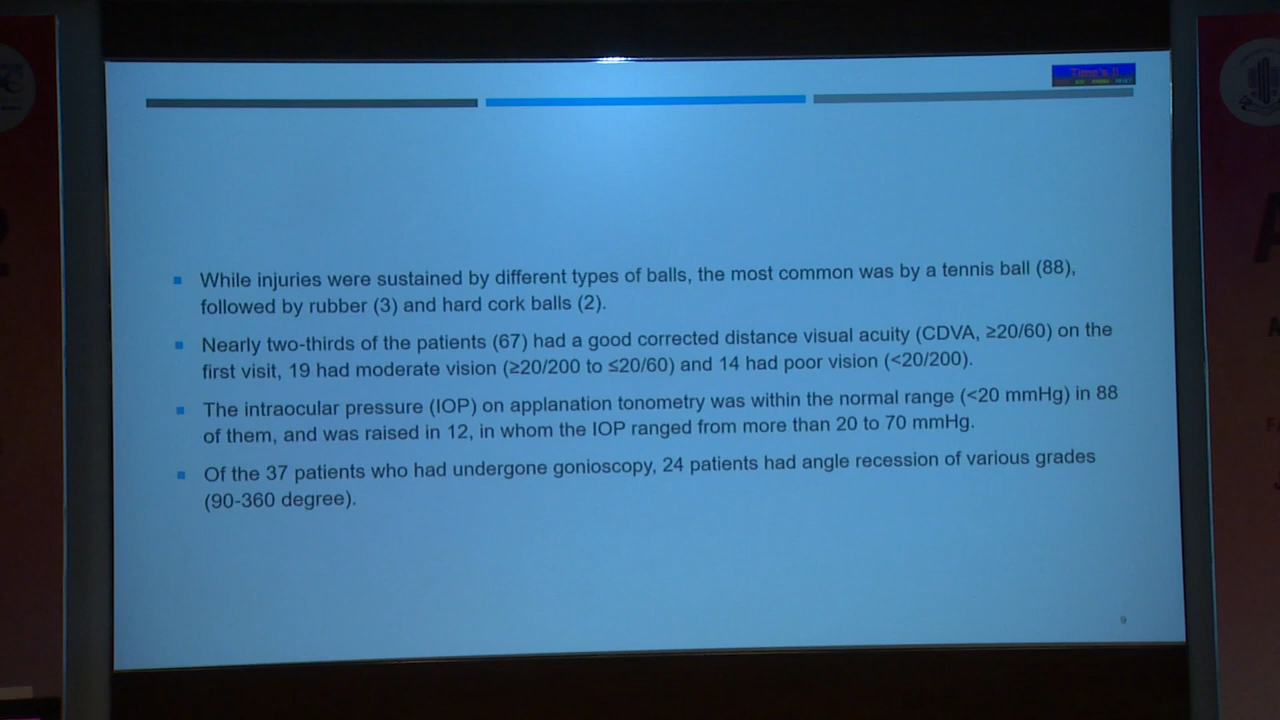 Time's !!
While injuries were sustained by different types of balls, the most common was by a tennis ball (88),
followed by rubber (3) and hard cork balls (2).
Nearly two-thirds of the patients (67) had a good corrected distance visual acuity (CDVA, ≥20/60) on the
first visit, 19 had moderate vision (≥20/200 to ≤20/60) and 14 had poor vision (<20/200).
The intraocular pressure (IOP) on applanation tonometry was within the normal range (<20 mmHg) in 88
of them, and was raised in 12, in whom the IOP ranged from more than 20 to 70 mmHg.
Of the 37 patients who had undergone gonioscopy, 24 patients had angle recession of various grades
(90-360 degree).
9